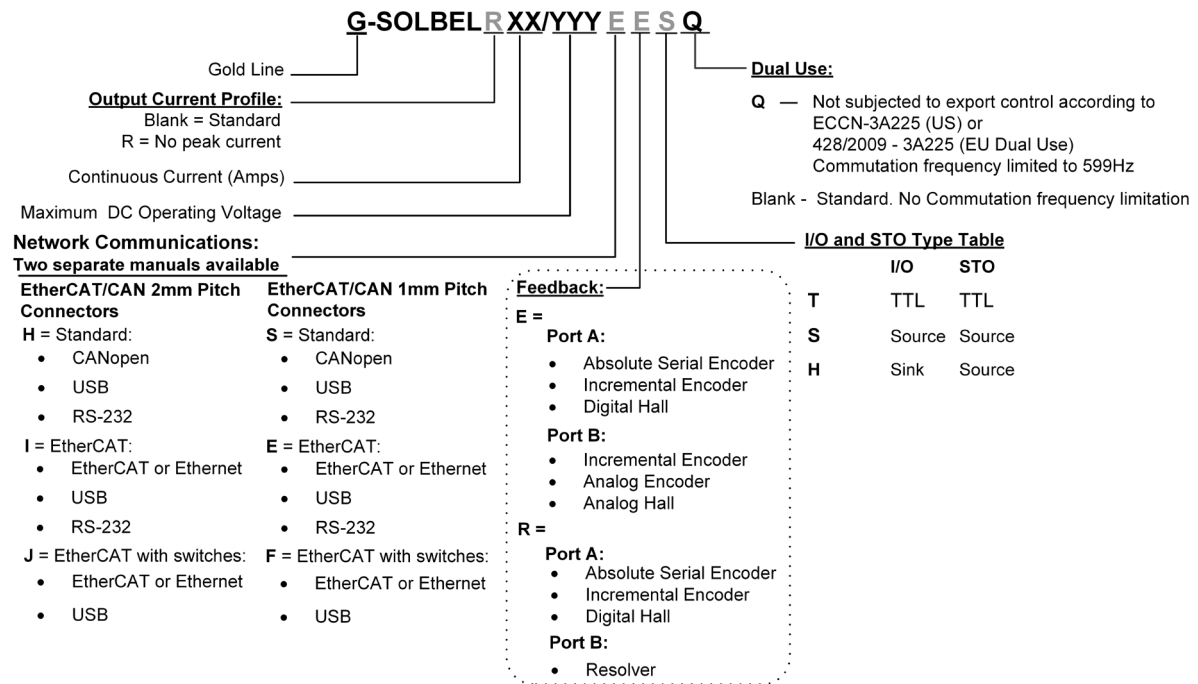 G-SOLBELRXX/YYY E E S Q
Gold Line
Output Current Profile:
Blank = Standard
R = No peak current
Continuous Current (Amps)
Maximum DC Operating Voltage
Network Communications:
Two separate manuals available
EtherCAT/CAN 2mm Pitch
Connectors
H = Standard:
• CANopen
• USB
• RS-232
I = EtherCAT:
• EtherCAT or Ethernet
• USB
• RS-232
J = EtherCAT with switches:
• EtherCAT or Ethernet
• USB
EtherCAT/CAN 1mm Pitch
Connectors
S = Standard:
• CANopen
• USB
• RS-232
E = EtherCAT:
• EtherCAT or Ethernet
• USB
• RS-232
F = EtherCAT with switches:
• EtherCAT or Ethernet
• USB
Feedback:
E =
Port A:
• Absolute Serial Encoder
• Incremental Encoder
• Digital Hall
Port B:
• Incremental Encoder
• Analog Encoder
• Analog Hall
R =
Port A:
• Absolute Serial Encoder
• Incremental Encoder
• Digital Hall
Port B:
• Resolver
Dual Use:
Q — Not subjected to export control according to
ECCN-3A225 (US) or
428/2009 - 3A225 (EU Dual Use)
Commutation frequency limited to 599Hz
Blank - Standard. No Commutation frequency limitation
I/O and STO Type Table
I/O STO
T TTL TTL
S Source Source
H Sink Source